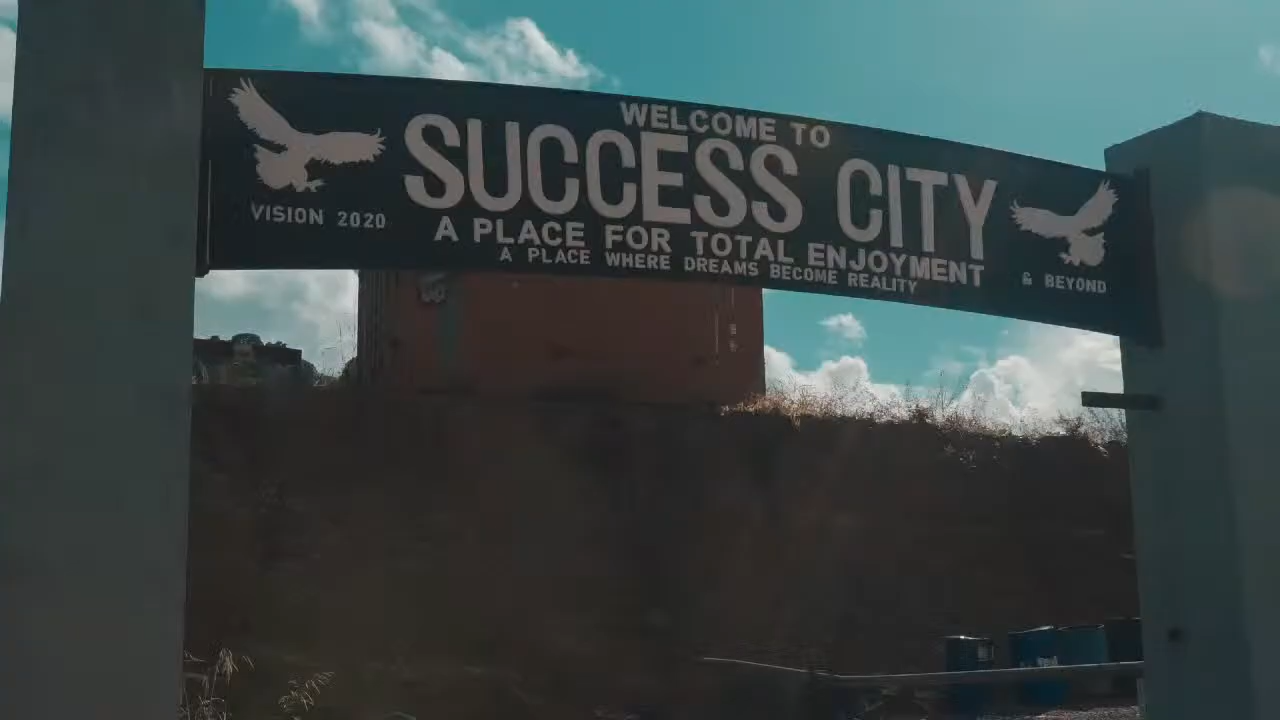 WELCOME TO
SUCCESS CITY
A PLACE FOR TOTAL ENJOYMENT
A PLACE WHERE DREAMS BECOME REALITY
VISION 2020
& BEYOND